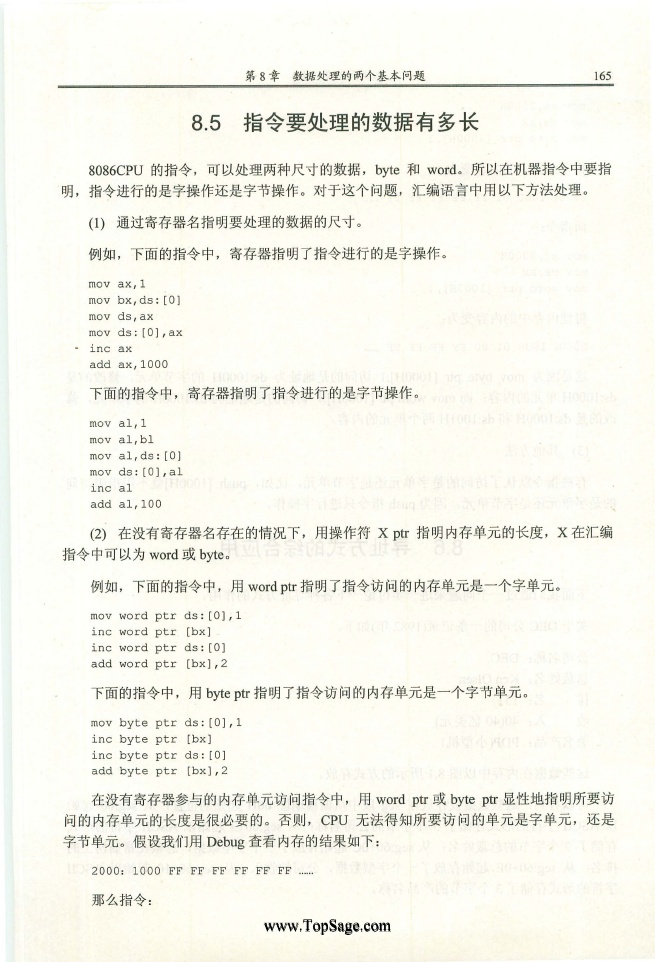 第8章 数据处理的两个基本问题 165
8.5 指令要处理的数据有多长
8086CPU 的指令，可以处理两种尺寸的数据，byte 和 word。所以在机器指令中要指
明，指令进行的是字操作还是字节操作。对于这个问题，汇编语言中用以下方法处理。
(1) 通过寄存器名指明要处理的数据的尺寸。
例如，下面的指令中，寄存器指明了指令进行的是字操作。
mov ax,1
mov bx,ds:[0]
mov ds,ax
mov ds:[0],ax
inc ax
add ax,1000
下面的指令中，寄存器指明了指令进行的是字节操作。
mov al,1
mov al,bl
mov al,ds:[0]
mov ds:[0],al
inc al
add al,100
(2) 在没有寄存器名存在的情况下，用操作符 X ptr 指明内存单元的长度，X 在汇编
指令中可以为 word 或 byte。
例如，下面的指令中，用 word ptr 指明了指令访问的内存单元是一个字单元。
mov word ptr ds:[0],1
inc word ptr [bx]
inc word ptr ds:[0]
add word ptr [bx],2
下面的指令中，用 byte ptr 指明了指令访问的内存单元是一个字节单元。
mov byte ptr ds:[0],1
inc byte ptr [bx]
inc byte ptr ds:[0]
add byte ptr [bx],2
在没有寄存器参与的内存单元访问指令中，用 word ptr 或 byte ptr 显性地指明所要访
问的内存单元的长度是很必要的。否则，CPU 无法得知所要访问的单元是字单元，还是
字节单元。假设我们用 Debug 查看内存的结果如下：
2000: 1000 FF FF FF FF FF FF ……
那么指令：
www.TopSage.com